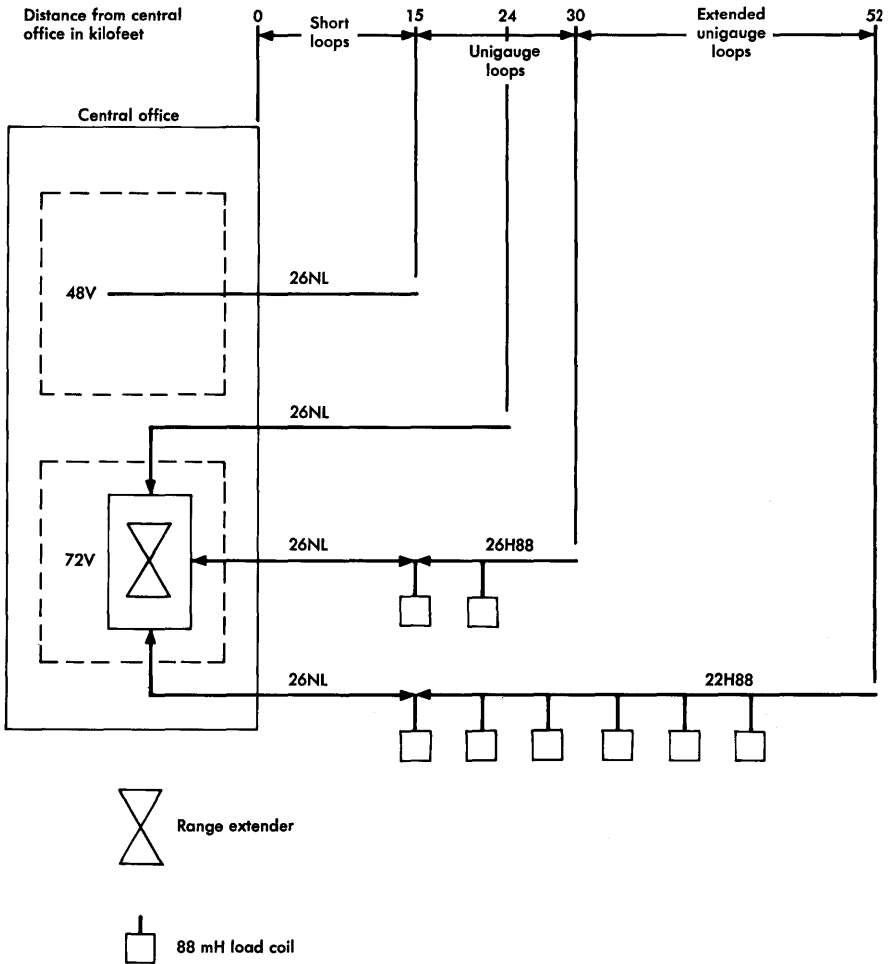 Distance from central
office in kilofeet
0
Short
loops
15
24
Unigauge
loops
30
Extended
unigauge
loops
52
Central office
48V
26NL
26NL
72V
26NL
26H88
26NL
22H88
Range extender
88 mH load coil